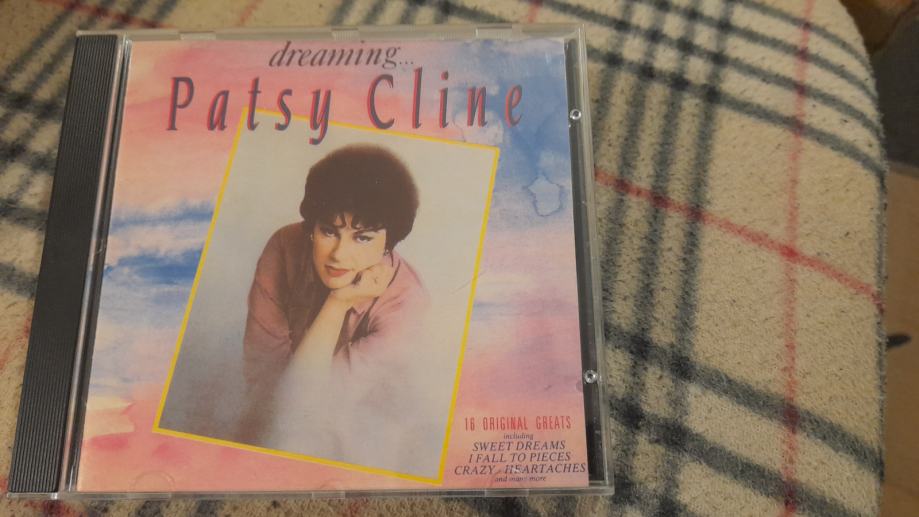 dreaming...
Patsy Cline
16 ORIGINAL GREATS
including
SWEET DREAMS
I FALL TO PIECES
CRAZY · HEARTACHES
and many more